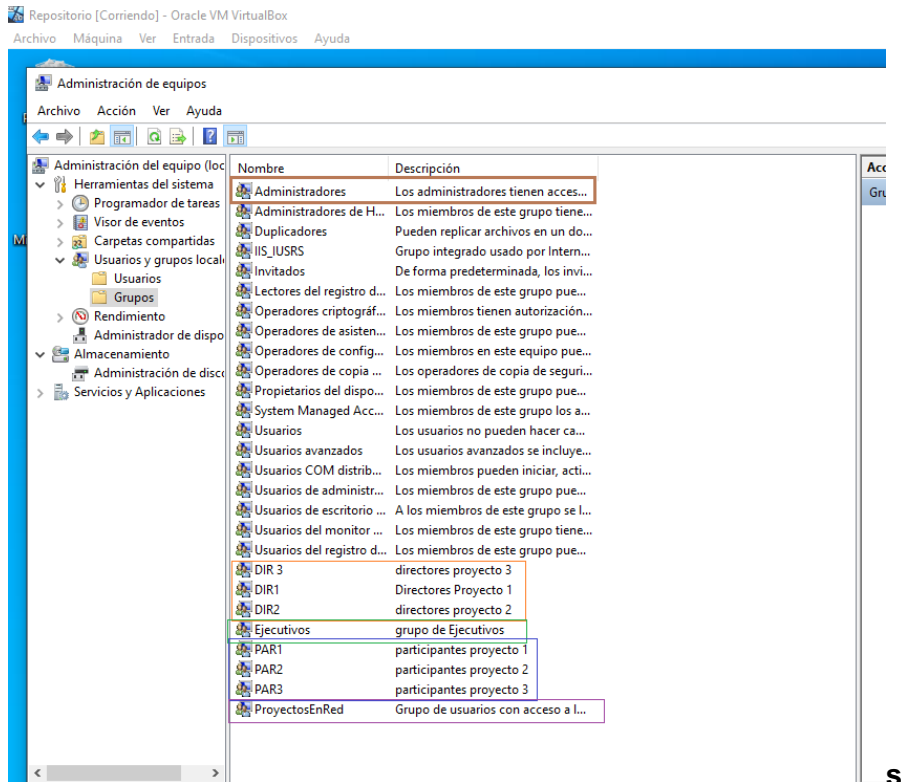 Repositorio [Corriendo] - Oracle VM VirtualBox
Archivo Máquina Ver Entrada Dispositivos Ayuda
Administración de equipos
Archivo Acción Ver Ayuda
Administración del equipo (loc
Herramientas del sistema
Programador de tareas
Visor de eventos
Carpetas compartidas
Usuarios y grupos locale
Usuarios
Grupos
Rendimiento
Administrador de dispo
Almacenamiento
Administración de disco
Servicios y Aplicaciones
Nombre Descripción
Administradores Los administradores tienen acces...
Administradores de H... Los miembros de este grupo tiene...
Duplicadores Pueden replicar archivos en un do...
IIS_IUSRS Grupo integrado usado por Intern...
Invitados De forma predeterminada, los invi...
Lectores del registro d... Los miembros de este grupo pue...
Operadores criptográf... Los miembros tienen autorización...
Operadores de asisten... Los miembros de este grupo pue...
Operadores de config... Los miembros en este equipo pue...
Operadores de copia ... Los operadores de copia de seguri...
Propietarios del dispo... Los miembros de este grupo pue...
System Managed Acc... Los miembros de este grupo los a...
Usuarios Los usuarios no pueden hacer ca...
Usuarios avanzados Los usuarios avanzados se incluye...
Usuarios COM distrib... Los miembros pueden iniciar, acti...
Usuarios de administr... Los miembros de este grupo pue...
Usuarios de escritorio ... A los miembros de este grupo se l...
Usuarios del monitor ... Los miembros de este grupo tiene...
Usuarios del registro d... Los miembros de este grupo pue...
DIR 3 directores proyecto 3
DIR1 Directores Proyecto 1
DIR2 directores proyecto 2
Ejecutivos grupo de Ejecutivos
PAR1 participantes proyecto 1
PAR2 participantes proyecto 2
PAR3 participantes proyecto 3
ProyectosEnRed Grupo de usuarios con acceso a l...
Acc
Gru
s